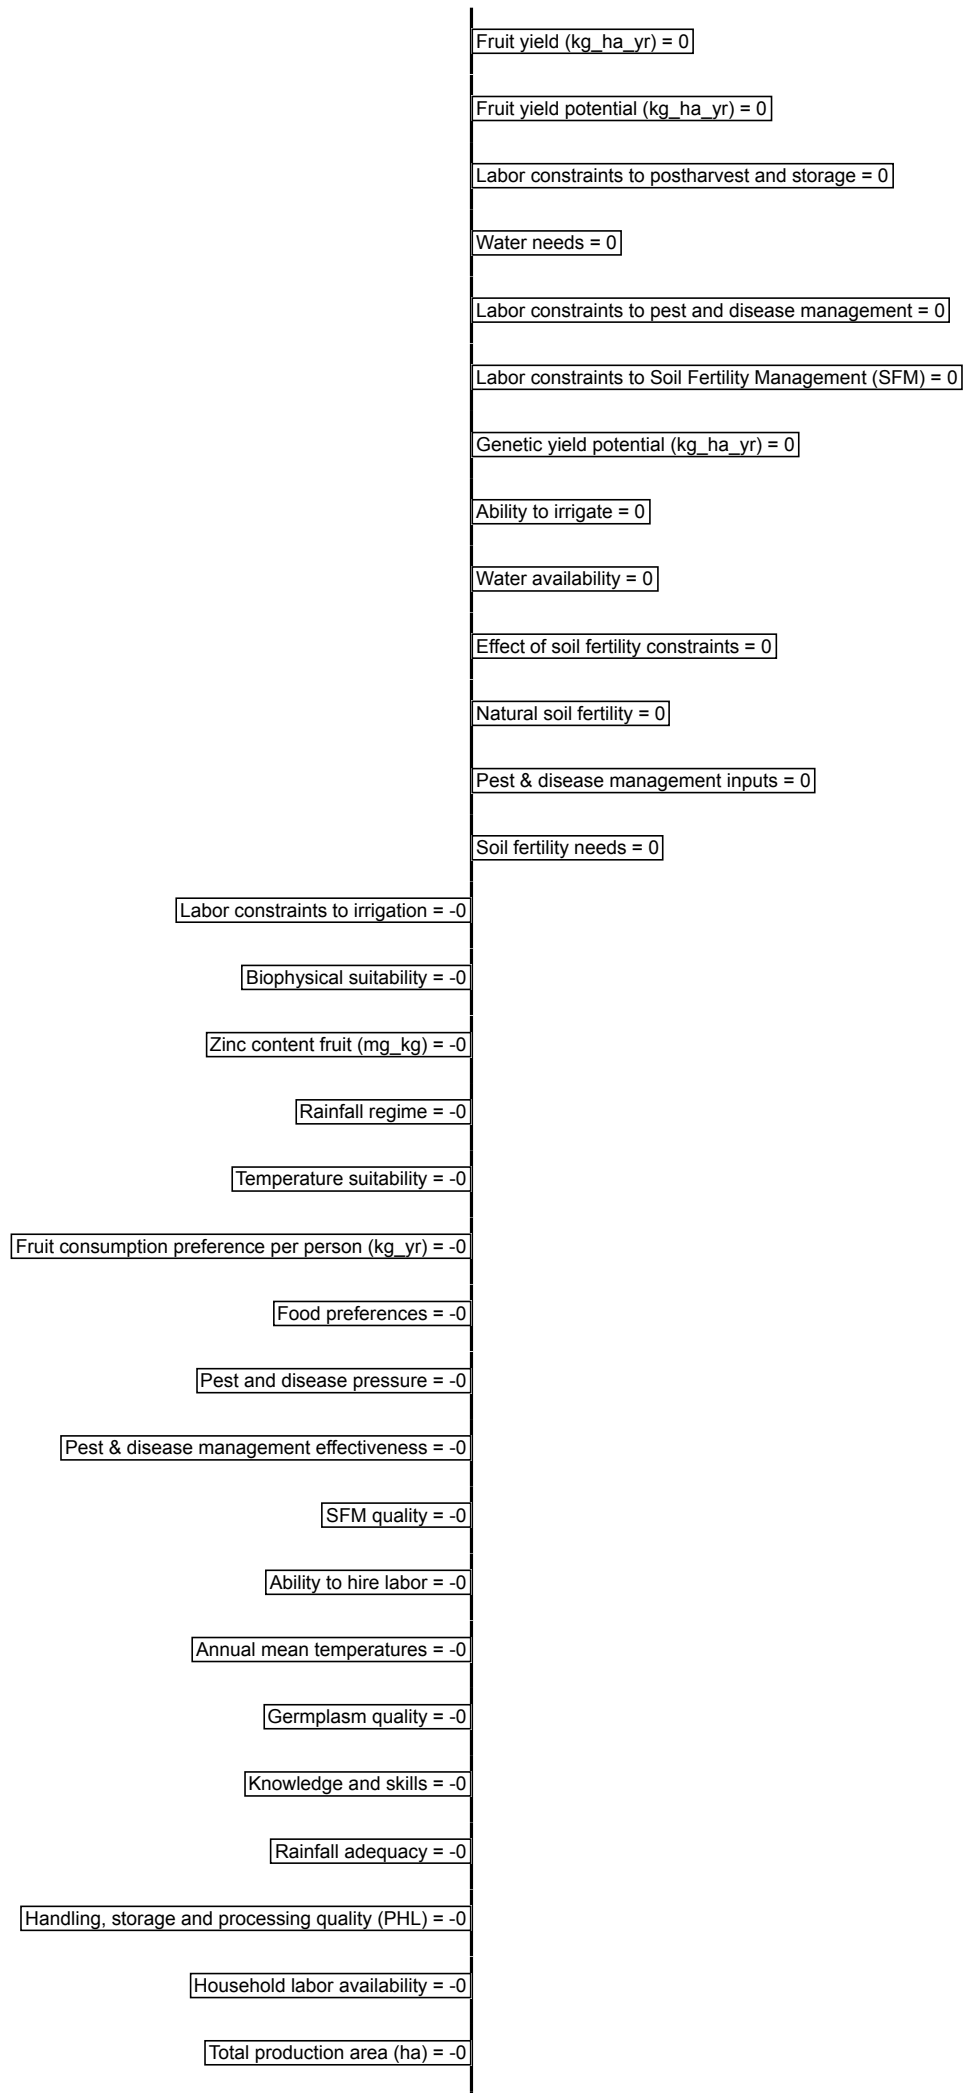 Fruit yield (kg_ha_yr) = 0
Fruit yield potential (kg_ha_yr) = 0
Labor constraints to postharvest and storage = 0
Water needs = 0
Labor constraints to pest and disease management = 0
Labor constraints to Soil Fertility Management (SFM) = 0
Genetic yield potential (kg_ha_yr) = 0
Ability to irrigate = 0
Water availability = 0
Effect of soil fertility constraints = 0
Natural soil fertility = 0
Pest & disease management inputs = 0
Soil fertility needs = 0
Labor constraints to irrigation = -0
Biophysical suitability = -0
Zinc content fruit (mg_kg) = -0
Rainfall regime = -0
Temperature suitability = -0
Fruit consumption preference per person (kg_yr) = -0
Food preferences = -0
Pest and disease pressure = -0
Pest & disease management effectiveness = -0
SFM quality = -0
Ability to hire labor = -0
Annual mean temperatures = -0
Germplasm quality = -0
Knowledge and skills = -0
Rainfall adequacy = -0
Handling, storage and processing quality (PHL) = -0
Household labor availability = -0
Total production area (ha) = -0